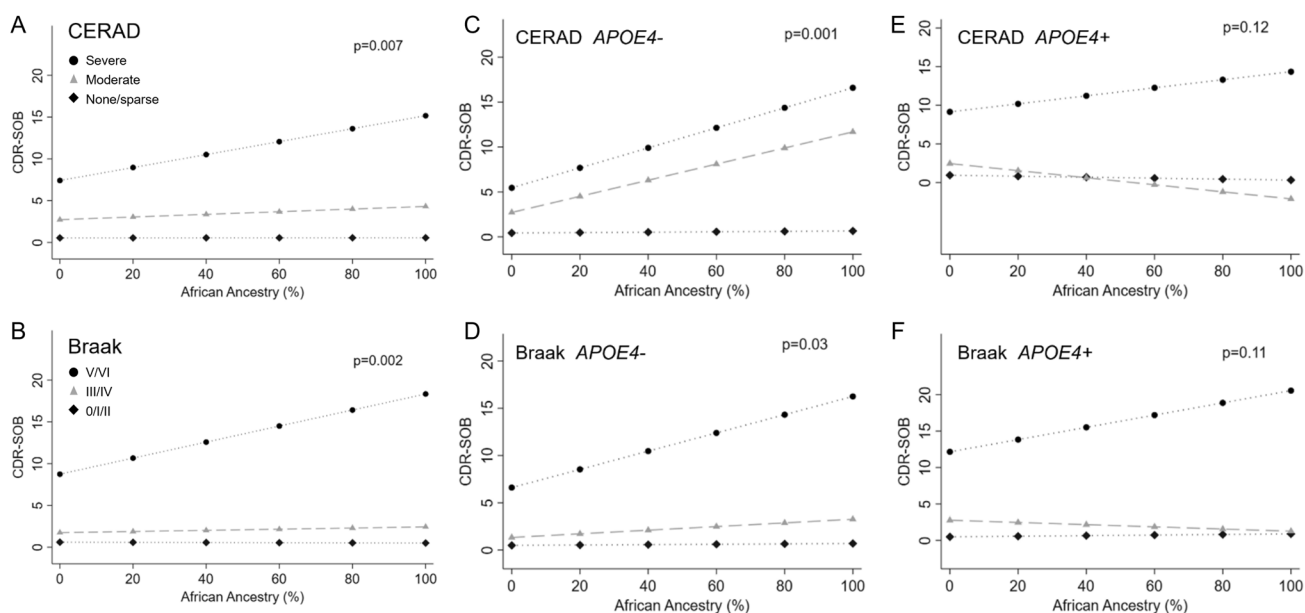 A
CERAD
p=0.007
Severe
Moderate
None/sparse
CDR-SOB
20
15
10
5
0
0 20 40 60 80 100
African Ancestry (%)
C
CERAD APOE4-
p=0.001
CDR-SOB
20
15
10
5
0
0 20 40 60 80 100
African Ancestry (%)
E
CERAD APOE4+
p=0.12
CDR-SOB
20
15
10
5
0
0 20 40 60 80 100
African Ancestry (%)
B
Braak
p=0.002
V/VI
III/IV
0/I/II
CDR-SOB
20
15
10
5
0
0 20 40 60 80 100
African Ancestry (%)
D
Braak APOE4-
p=0.03
CDR-SOB
20
15
10
5
0
0 20 40 60 80 100
African Ancestry (%)
F
Braak APOE4+
p=0.11
CDR-SOB
20
15
10
5
0
0 20 40 60 80 100
African Ancestry (%)